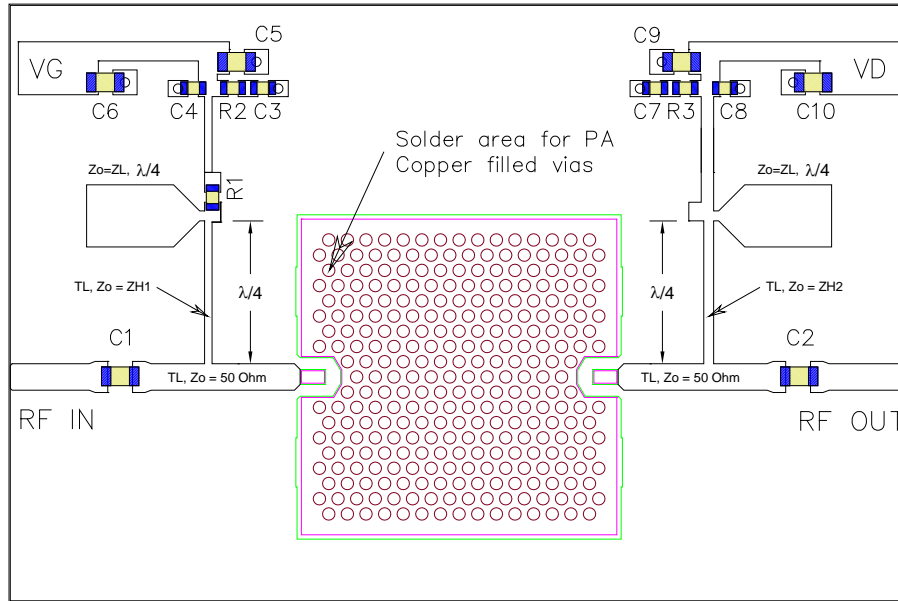 C5
C9
VG
VD
C6
C4
R2
C3
C7
R3
C8
C10
Solder area for PA
Copper filled vias
Zo=ZL, λ/4
R1
Zo=ZL, λ/4
λ/4
λ/4
TL, Zo = ZH1
TL, Zo = ZH2
C1
C2
TL, Zo = 50 Ohm
TL, Zo = 50 Ohm
RF IN
RF OUT